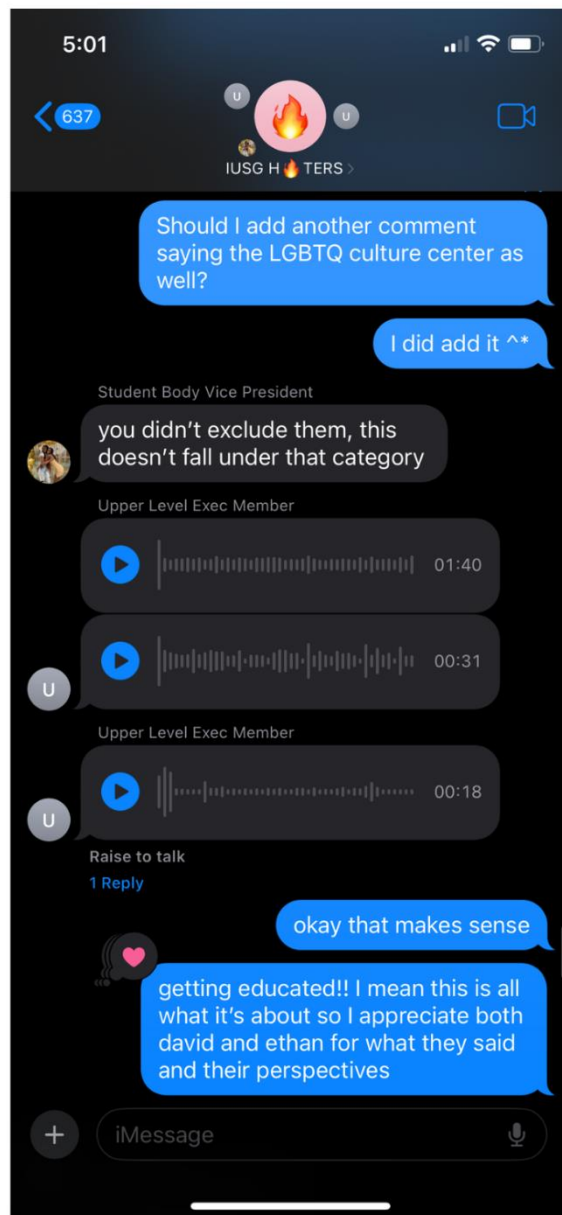 5:01
637
U
U
IUSG H🔥TERS >
Should I add another comment
saying the LGBTQ culture center as
well?
I did add it ^*
Student Body Vice President
you didn't exclude them, this
doesn't fall under that category
Upper Level Exec Member
01:40
00:31
U
Upper Level Exec Member
00:18
U
Raise to talk
1 Reply
okay that makes sense
getting educated!! I mean this is all
what it's about so I appreciate both
david and ethan for what they said
and their perspectives
iMessage